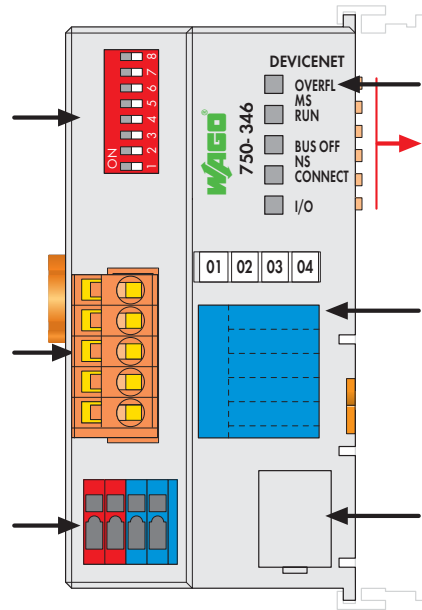 DEVICENET
OVERFL
MS
RUN
BUS OFF
NS
CONNECT
I/O
WAGO
750- 346
ON
1 2 3 4 5 6 7 8
01 02 03 04